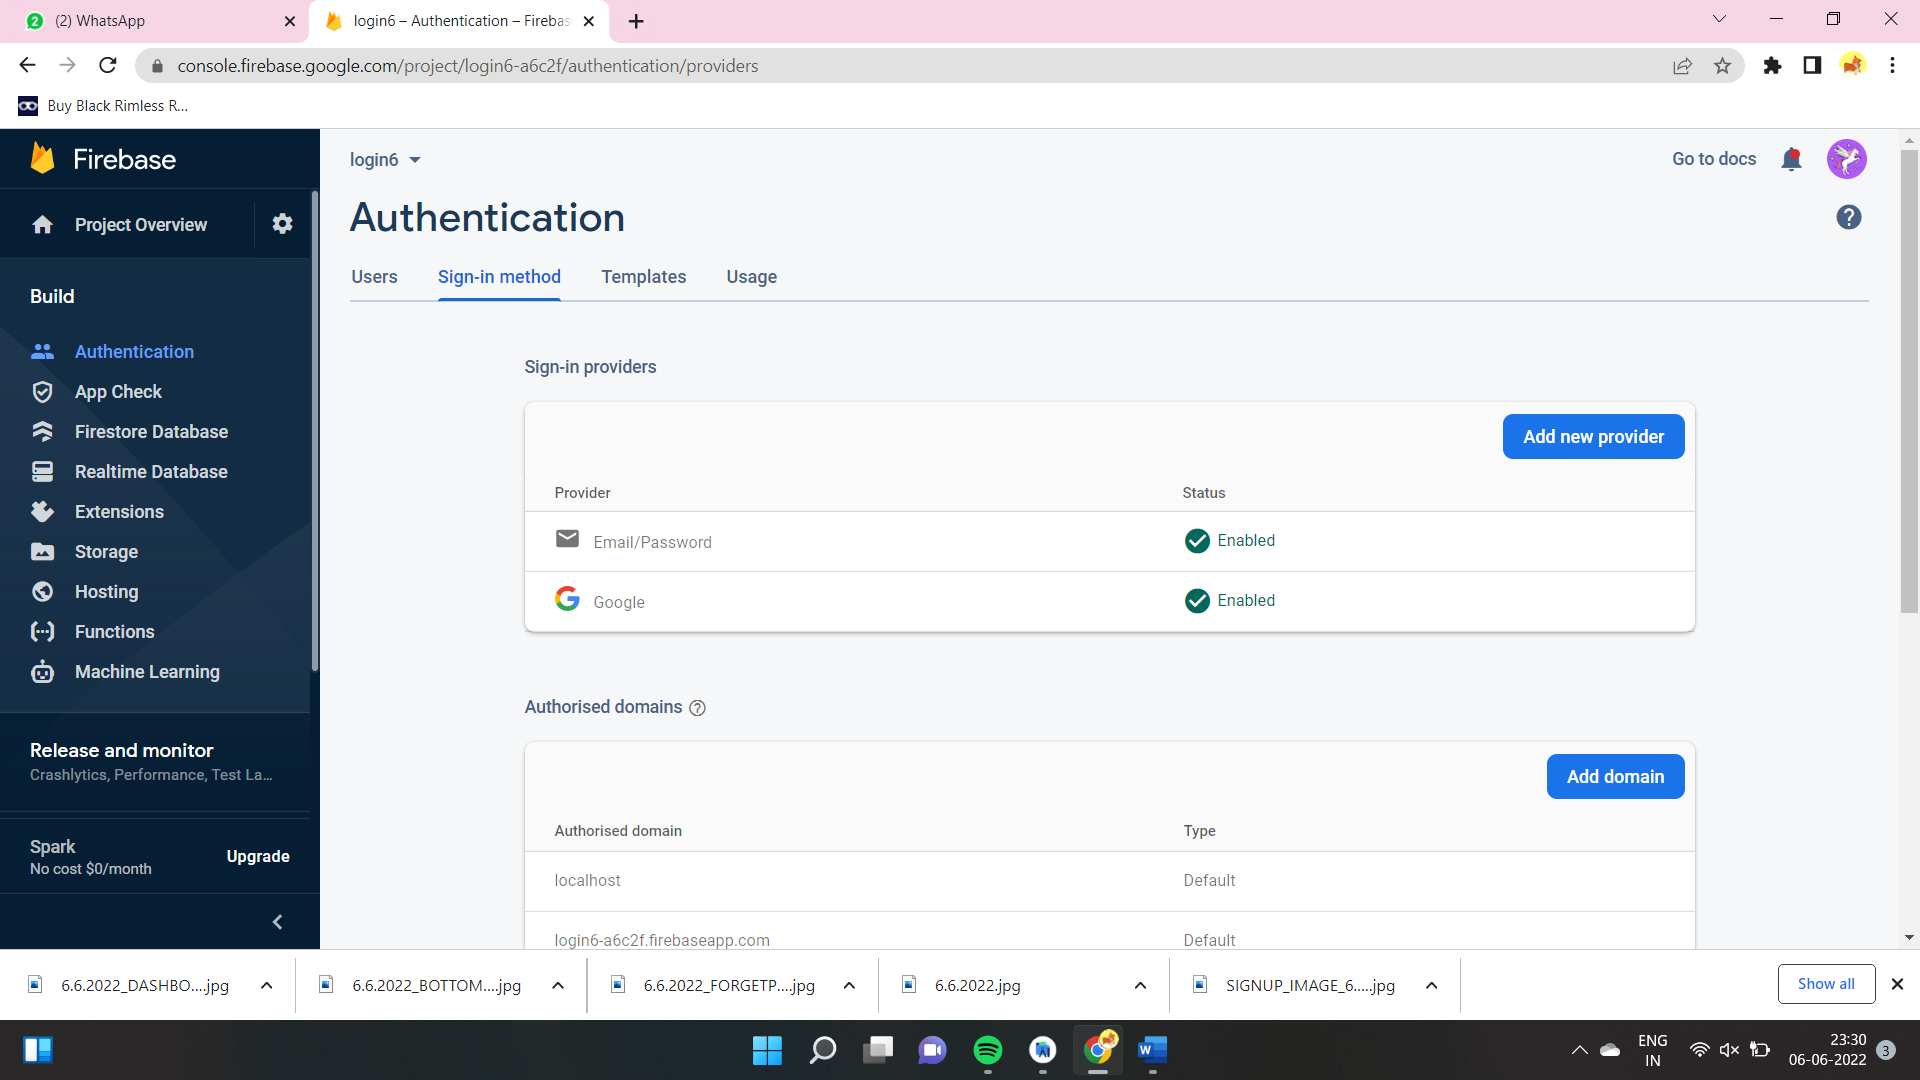 (2) WhatsApp
login6 – Authentication – Firebas
console.firebase.google.com/project/login6-a6c2f/authentication/providers
Buy Black Rimless R...
Firebase
Project Overview
Build
Authentication
App Check
Firestore Database
Realtime Database
Extensions
Storage
Hosting
Functions
Machine Learning
Release and monitor
Crashlytics, Performance, Test La...
Spark
No cost $0/month
Upgrade
login6
Go to docs
Authentication
Users Sign-in method Templates Usage
Sign-in providers
Add new provider
Provider Status
Email/Password Enabled
Google Enabled
Authorised domains
Add domain
Authorised domain Type
localhost Default
login6-a6c2f.firebaseapp.com Default
6.6.2022_DASHBO....jpg
6.6.2022_BOTTOM....jpg
6.6.2022_FORGETP....jpg
6.6.2022.jpg
SIGNUP_IMAGE_6.....jpg
Show all
ENG
IN
23:30
06-06-2022
3